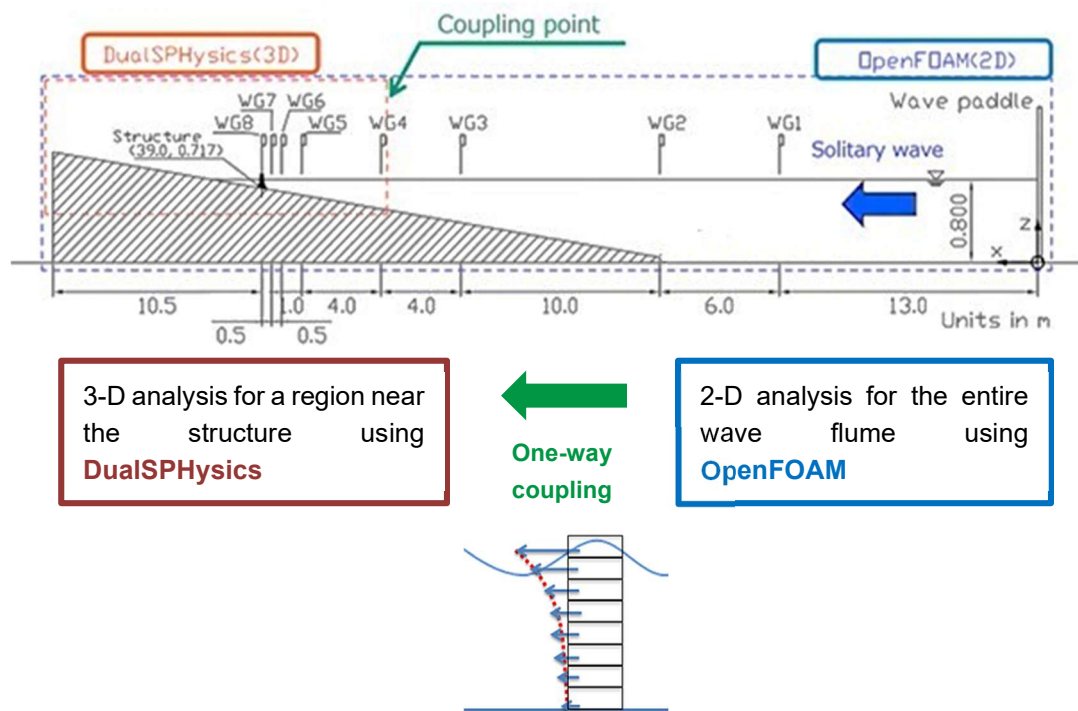 Coupling point
DualSPHysics(3D)
OpenFOAM(2D)
WG7
WG6
WG8
WG5
WG4
WG3
WG2
WG1
Wave paddle
Structure
(39.0, 0.717)
Solitary wave
0.800
Z
X
10.5
1.0
4.0
4.0
10.0
6.0
13.0
0.5
0.5
Units in m
3-D analysis for a region near
the structure using
DualSPHysics
One-way
coupling
2-D analysis for the entire
wave flume using
OpenFOAM